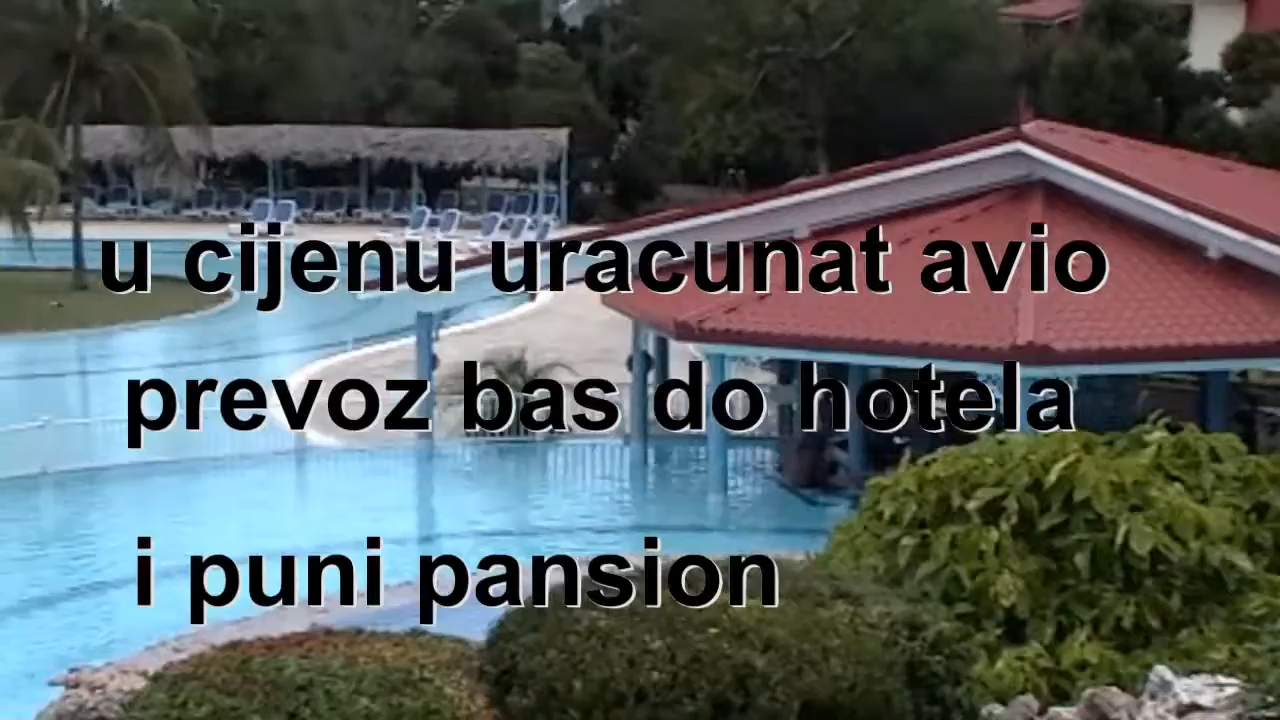 u cijenu uracunat avio
prevoz bas do hotela
i puni pansion